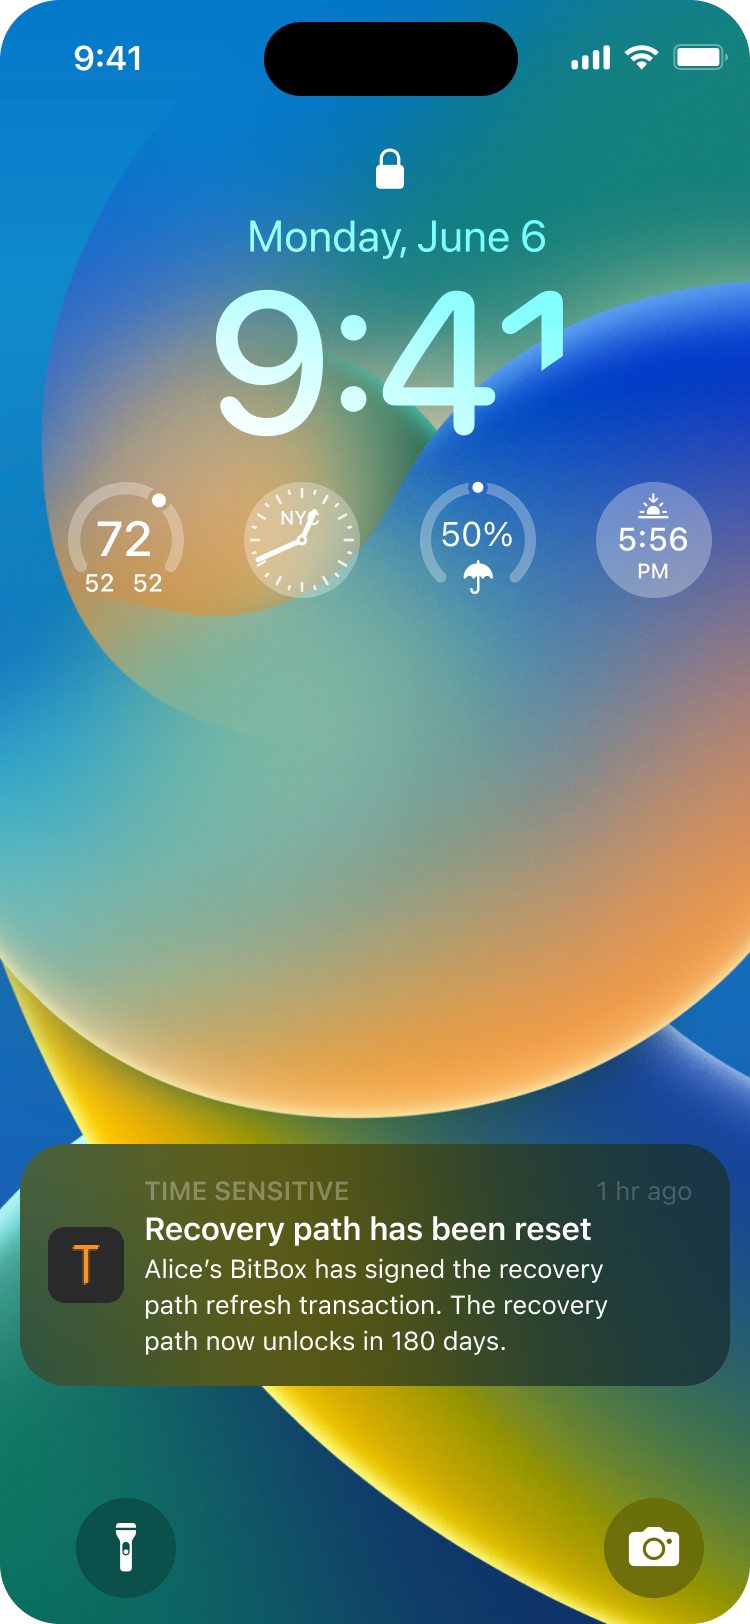 9:41
Monday, June 6
9:41
72
52 52
NYC
50%
5:56
PM
TIME SENSITIVE
1 hr ago
Recovery path has been reset
T
Alice’s BitBox has signed the recovery
path refresh transaction. The recovery
path now unlocks in 180 days.